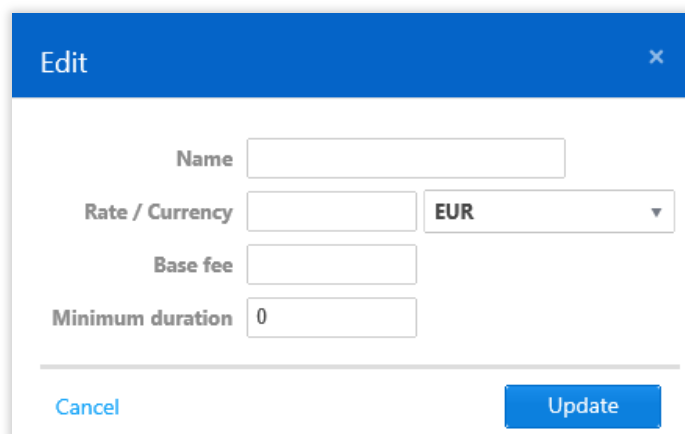 Edit ×
Name
Rate / Currency EUR
Base fee
Minimum duration 0
Cancel Update